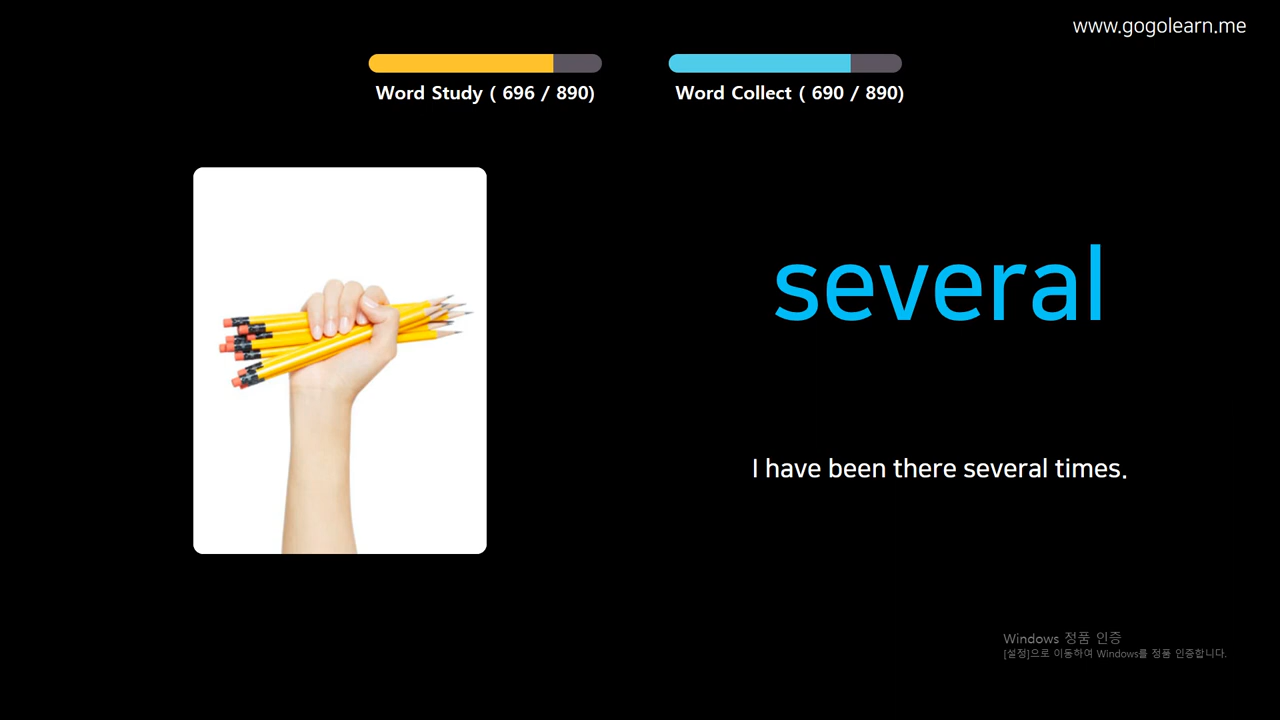 www.gogolearn.me
Word Study ( 696 / 890)
Word Collect ( 690 / 890)
several
I have been there several times.
Windows 정품 인증
[설정]으로 이동하여 Windows를 정품 인증합니다.